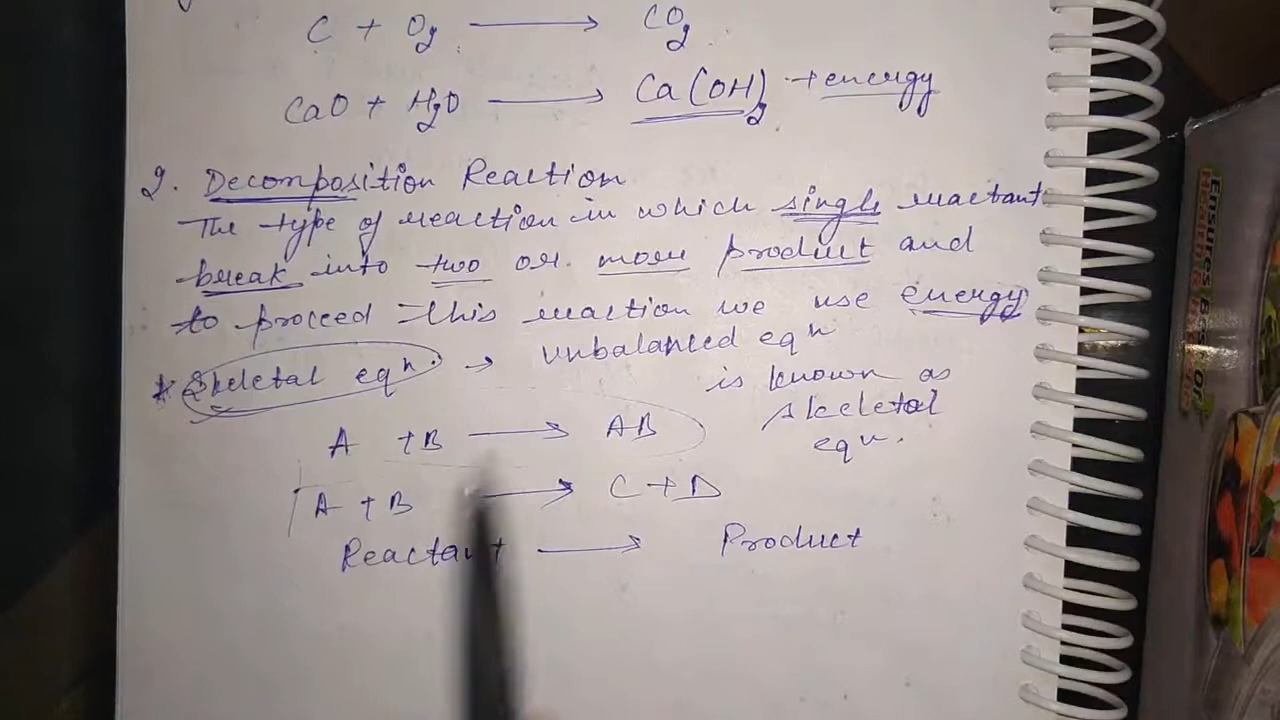 C + O2 → CO2
CaO + H2O → Ca(OH)2 + energy
2. Decomposition Reaction
The type of reaction in which single reactant
break into two or more product and
to proceed this reaction we use energy
* Skeletal eqn. → unbalanced eqn
is known as
skeletal
eqn.
A + B → AB
A + B → C + D
Reactant → Product